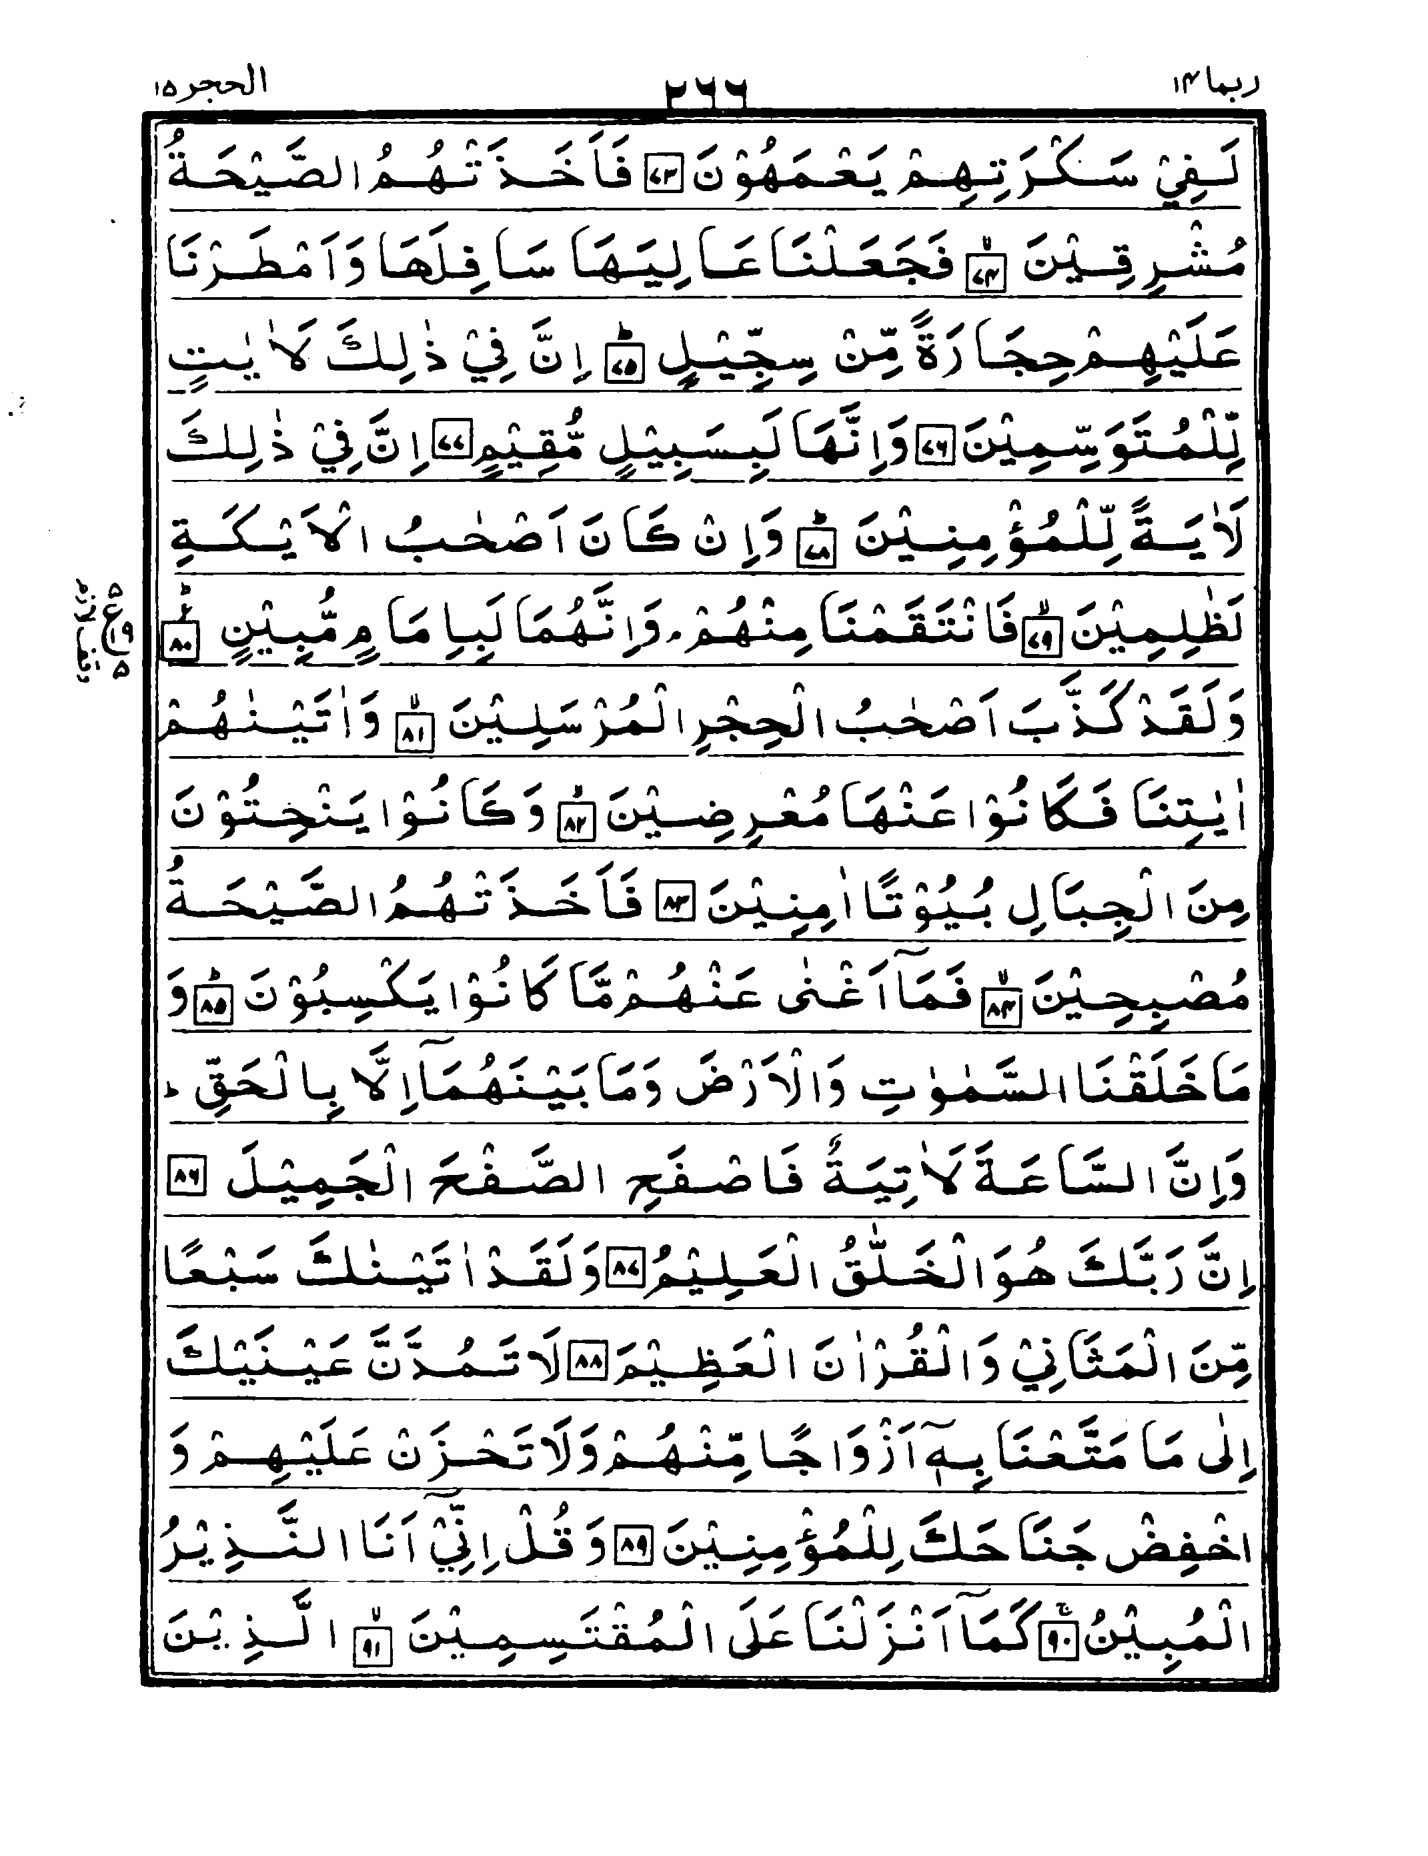 ربما ١٤
٢٦٦
الحجر ١٥
لَفِيْ سَكْرَتِهِمْ يَعْمَهُوْنَ ٧٣ فَاَخَذَتْهُمُ الصَّيْحَةُ
مُشْرِقِيْنَ ۙ ٧٤ فَجَعَلْنَا عَالِيَهَا سَافِلَهَا وَاَمْطَرْنَا
عَلَيْهِمْ حِجَارَةً مِّنْ سِجِّيْلٍ ؕ ٧٥ اِنَّ فِيْ ذٰلِكَ لَاٰيٰتٍ
لِّلْمُتَوَسِّمِيْنَ ٧٦ وَاِنَّهَا لَبِسَبِيْلٍ مُّقِيْمٍ ٧٧ اِنَّ فِيْ ذٰلِكَ
لَاٰيَةً لِّلْمُؤْمِنِيْنَ ؕ ٧٨ وَاِنْ كَانَ اَصْحٰبُ الْاَيْكَةِ
لَظٰلِمِيْنَ ۙ ٧٩ فَانْتَقَمْنَا مِنْهُمْ ۘ وَاِنَّهُمَا لَبِاِمَامٍ مُّبِيْنٍ ؕ ٨٠
وَلَقَدْ كَذَّبَ اَصْحٰبُ الْحِجْرِ الْمُرْسَلِيْنَ ۙ ٨١ وَاٰتَيْنٰهُمْ
اٰيٰتِنَا فَكَانُوْا عَنْهَا مُعْرِضِيْنَ ۙ ٨٢ وَكَانُوْا يَنْحِتُوْنَ
مِنَ الْجِبَالِ بُيُوْتًا اٰمِنِيْنَ ٨٣ فَاَخَذَتْهُمُ الصَّيْحَةُ
مُصْبِحِيْنَ ۙ ٨٤ فَمَآ اَغْنٰى عَنْهُمْ مَّا كَانُوْا يَكْسِبُوْنَ ؕ ٨٥ وَ
مَا خَلَقْنَا السَّمٰوٰتِ وَالْاَرْضَ وَمَا بَيْنَهُمَآ اِلَّا بِالْحَقِّ ؕ
وَاِنَّ السَّاعَةَ لَاٰتِيَةٌ فَاصْفَحِ الصَّفْحَ الْجَمِيْلَ ٨٦
اِنَّ رَبَّكَ هُوَ الْخَلّٰقُ الْعَلِيْمُ ٨٧ وَلَقَدْ اٰتَيْنٰكَ سَبْعًا
مِّنَ الْمَثَانِيْ وَالْقُرْاٰنَ الْعَظِيْمَ ٨٨ لَا تَمُدَّنَّ عَيْنَيْكَ
اِلٰى مَا مَتَّعْنَا بِهٖٓ اَزْوَاجًا مِّنْهُمْ وَلَا تَحْزَنْ عَلَيْهِمْ وَ
اخْفِضْ جَنَاحَكَ لِلْمُؤْمِنِيْنَ ٨٩ وَقُلْ اِنِّيْٓ اَنَا النَّذِيْرُ
الْمُبِيْنُ ۚ ٩٠ كَمَآ اَنْزَلْنَا عَلَى الْمُقْتَسِمِيْنَ ۙ ٩١ الَّذِيْنَ
٥
ع
١٩
٥
وقف لازم